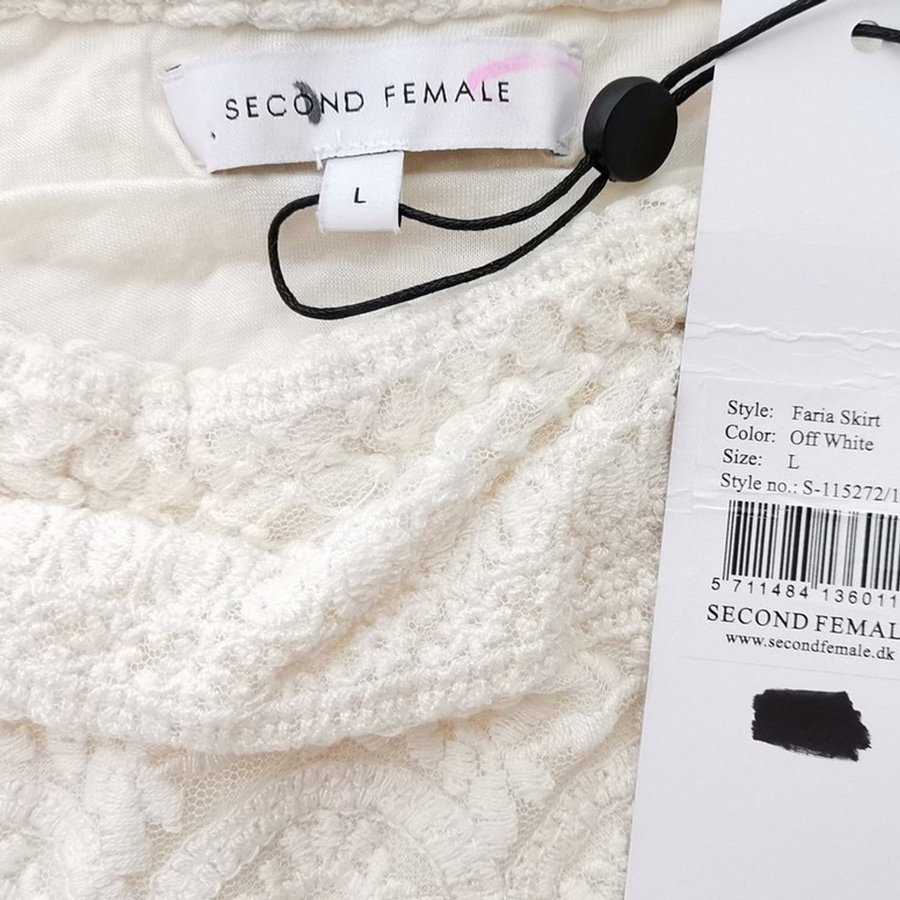 SECOND FEMALE
L
Style: Faria Skirt
Color: Off White
Size: L
Style no.: S-115272/1
5 711484 136011
SECOND FEMAL
www.secondfemale.dk